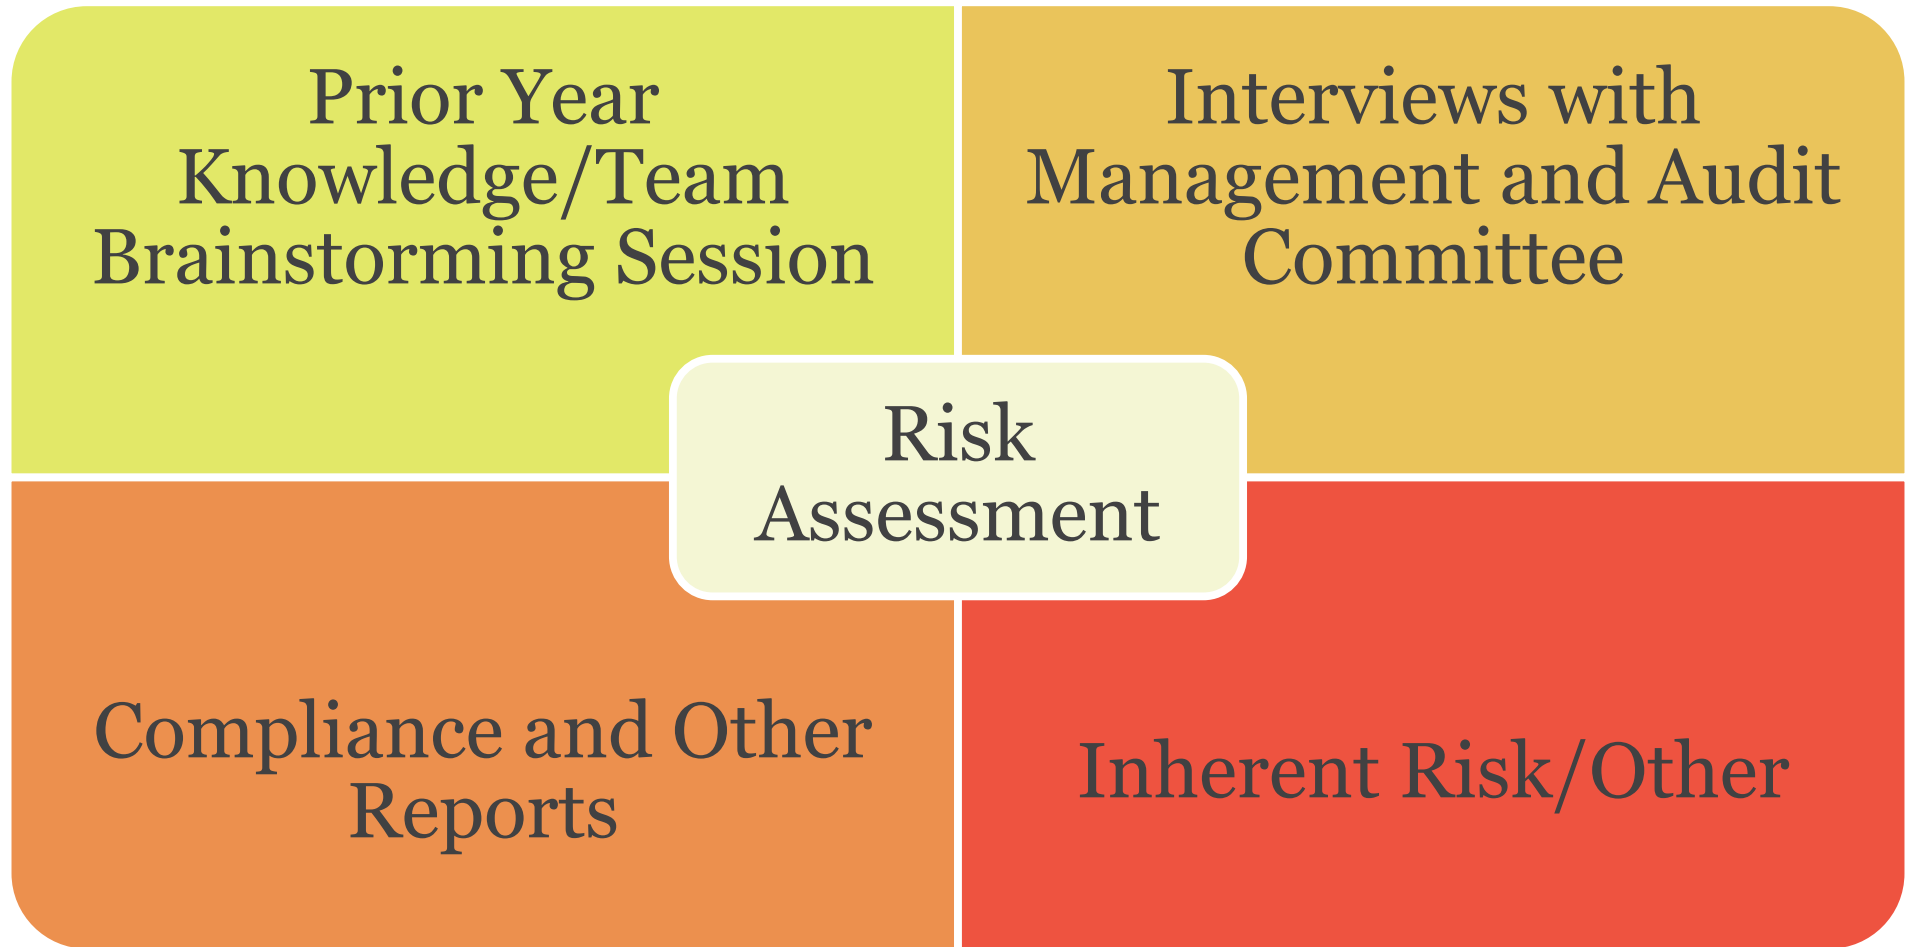 Prior Year
Knowledge/Team
Brainstorming Session
Interviews with
Management and Audit
Committee
Risk
Assessment
Compliance and Other
Reports
Inherent Risk/Other